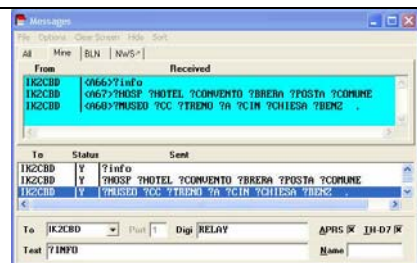 Messages
File Options Clear Screen Hide Sort
All Mine BLN NWS-*
From Received
IK2CBD <A66>?info
IK2CBD <A67>?HOSP ?HOTEL ?CONVENTO ?BRERA ?POSTA ?COMUNE
IK2CBD <A68>?MUSEO ?CC ?TRENO ?A ?CIM ?CHIESA ?BENZ .
To Status Sent
IK2CBD Y ?info
IK2CBD Y ?HOSP ?HOTEL ?CONVENTO ?BRERA ?POSTA ?COMUNE
IK2CBD Y ?MUSEO ?CC ?TRENO ?A ?CIM ?CHIESA ?BENZ .
To IK2CBD Port 1 Digi RELAY APRS TH-D7
Text ?INFO Name